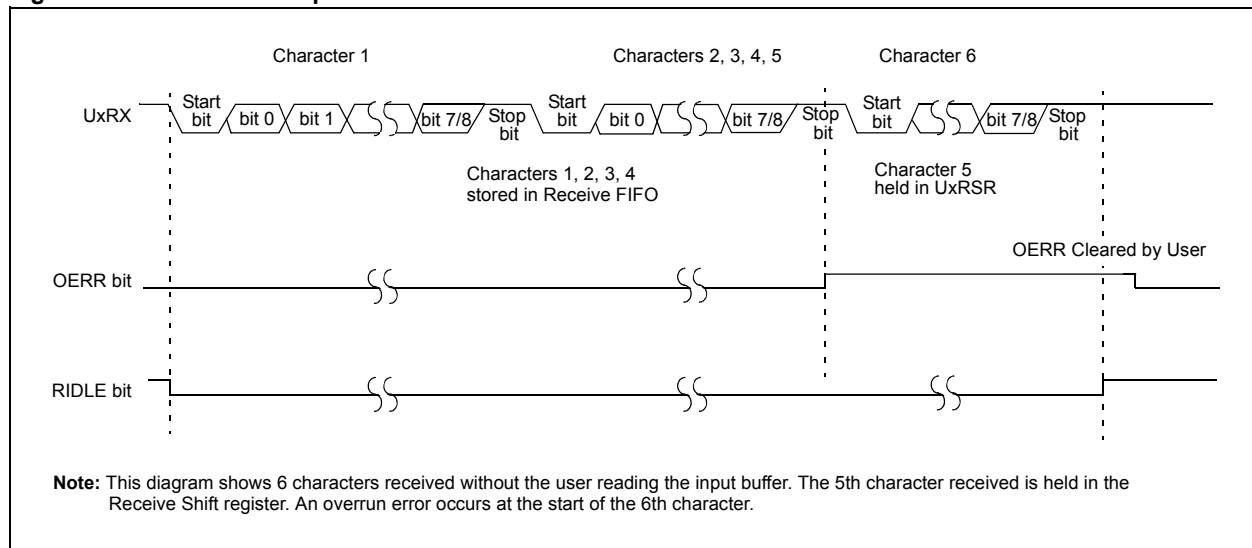 Character 1
Characters 2, 3, 4, 5
Character 6
UxRX
Start
bit
bit 0
bit 1
bit 7/8
Stop
bit
Start
bit
bit 0
bit 7/8
Stop
bit
Start
bit
bit 7/8
Stop
bit
Characters 1, 2, 3, 4
stored in Receive FIFO
Character 5
held in UxRSR
OERR Cleared by User
OERR bit
RIDLE bit
Note: This diagram shows 6 characters received without the user reading the input buffer. The 5th character received is held in the
Receive Shift register. An overrun error occurs at the start of the 6th character.